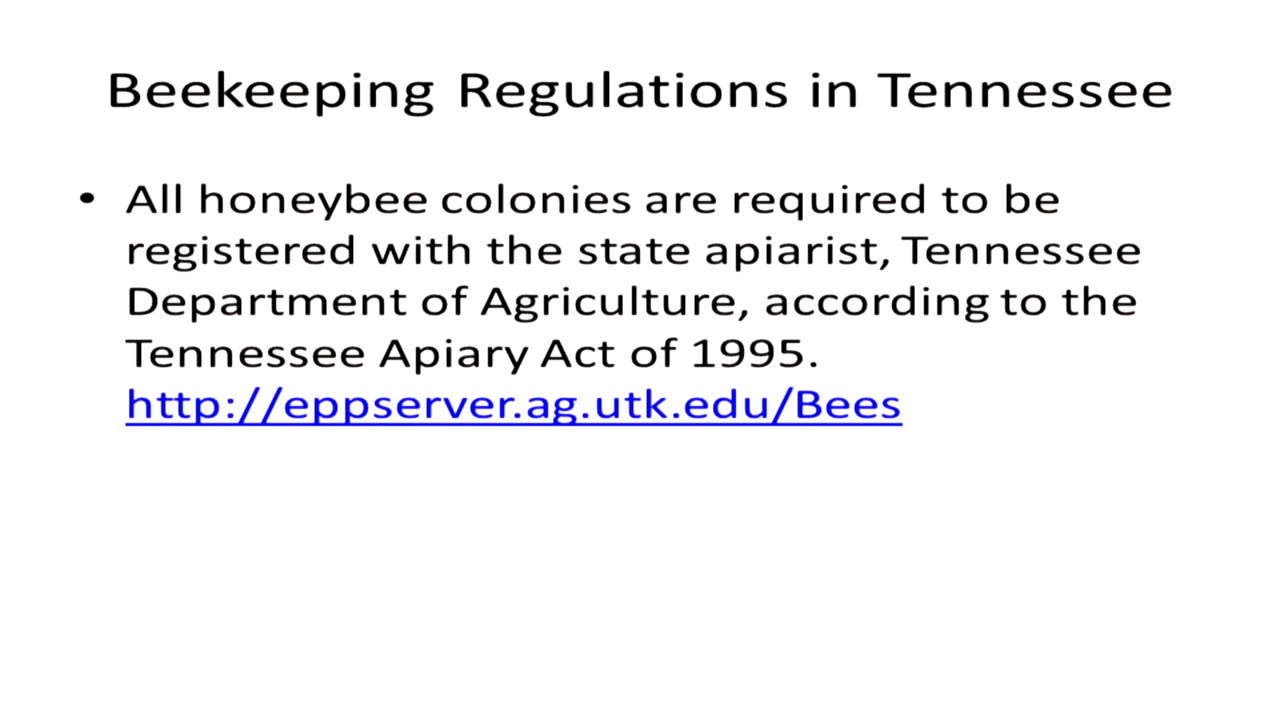 Beekeeping Regulations in Tennessee
• All honeybee colonies are required to be
registered with the state apiarist, Tennessee
Department of Agriculture, according to the
Tennessee Apiary Act of 1995.
http://eppserver.ag.utk.edu/Bees